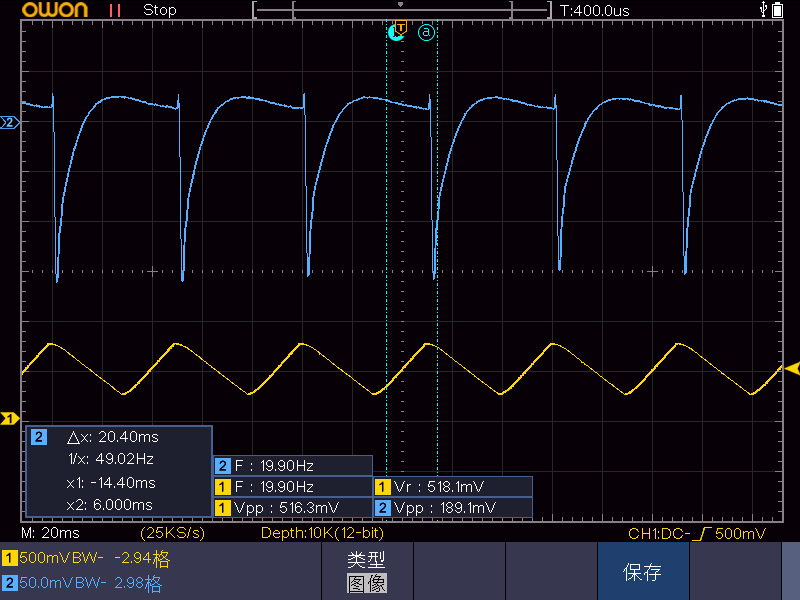 OWON Stop T:400.0us
T a
2
1
2 △x: 20.40ms
1/x: 49.02Hz
x1: -14.40ms
x2: 6.000ms
2 F : 19.90Hz
1 F : 19.90Hz 1 Vr : 518.1mV
1 Vpp : 516.3mV 2 Vpp : 189.1mV
M: 20ms (25KS/s) Depth:10K(12-bit) CH1:DC- 500mV
1 500mVBW- -2.94格
2 50.0mVBW- 2.98格
类型
图像
保存